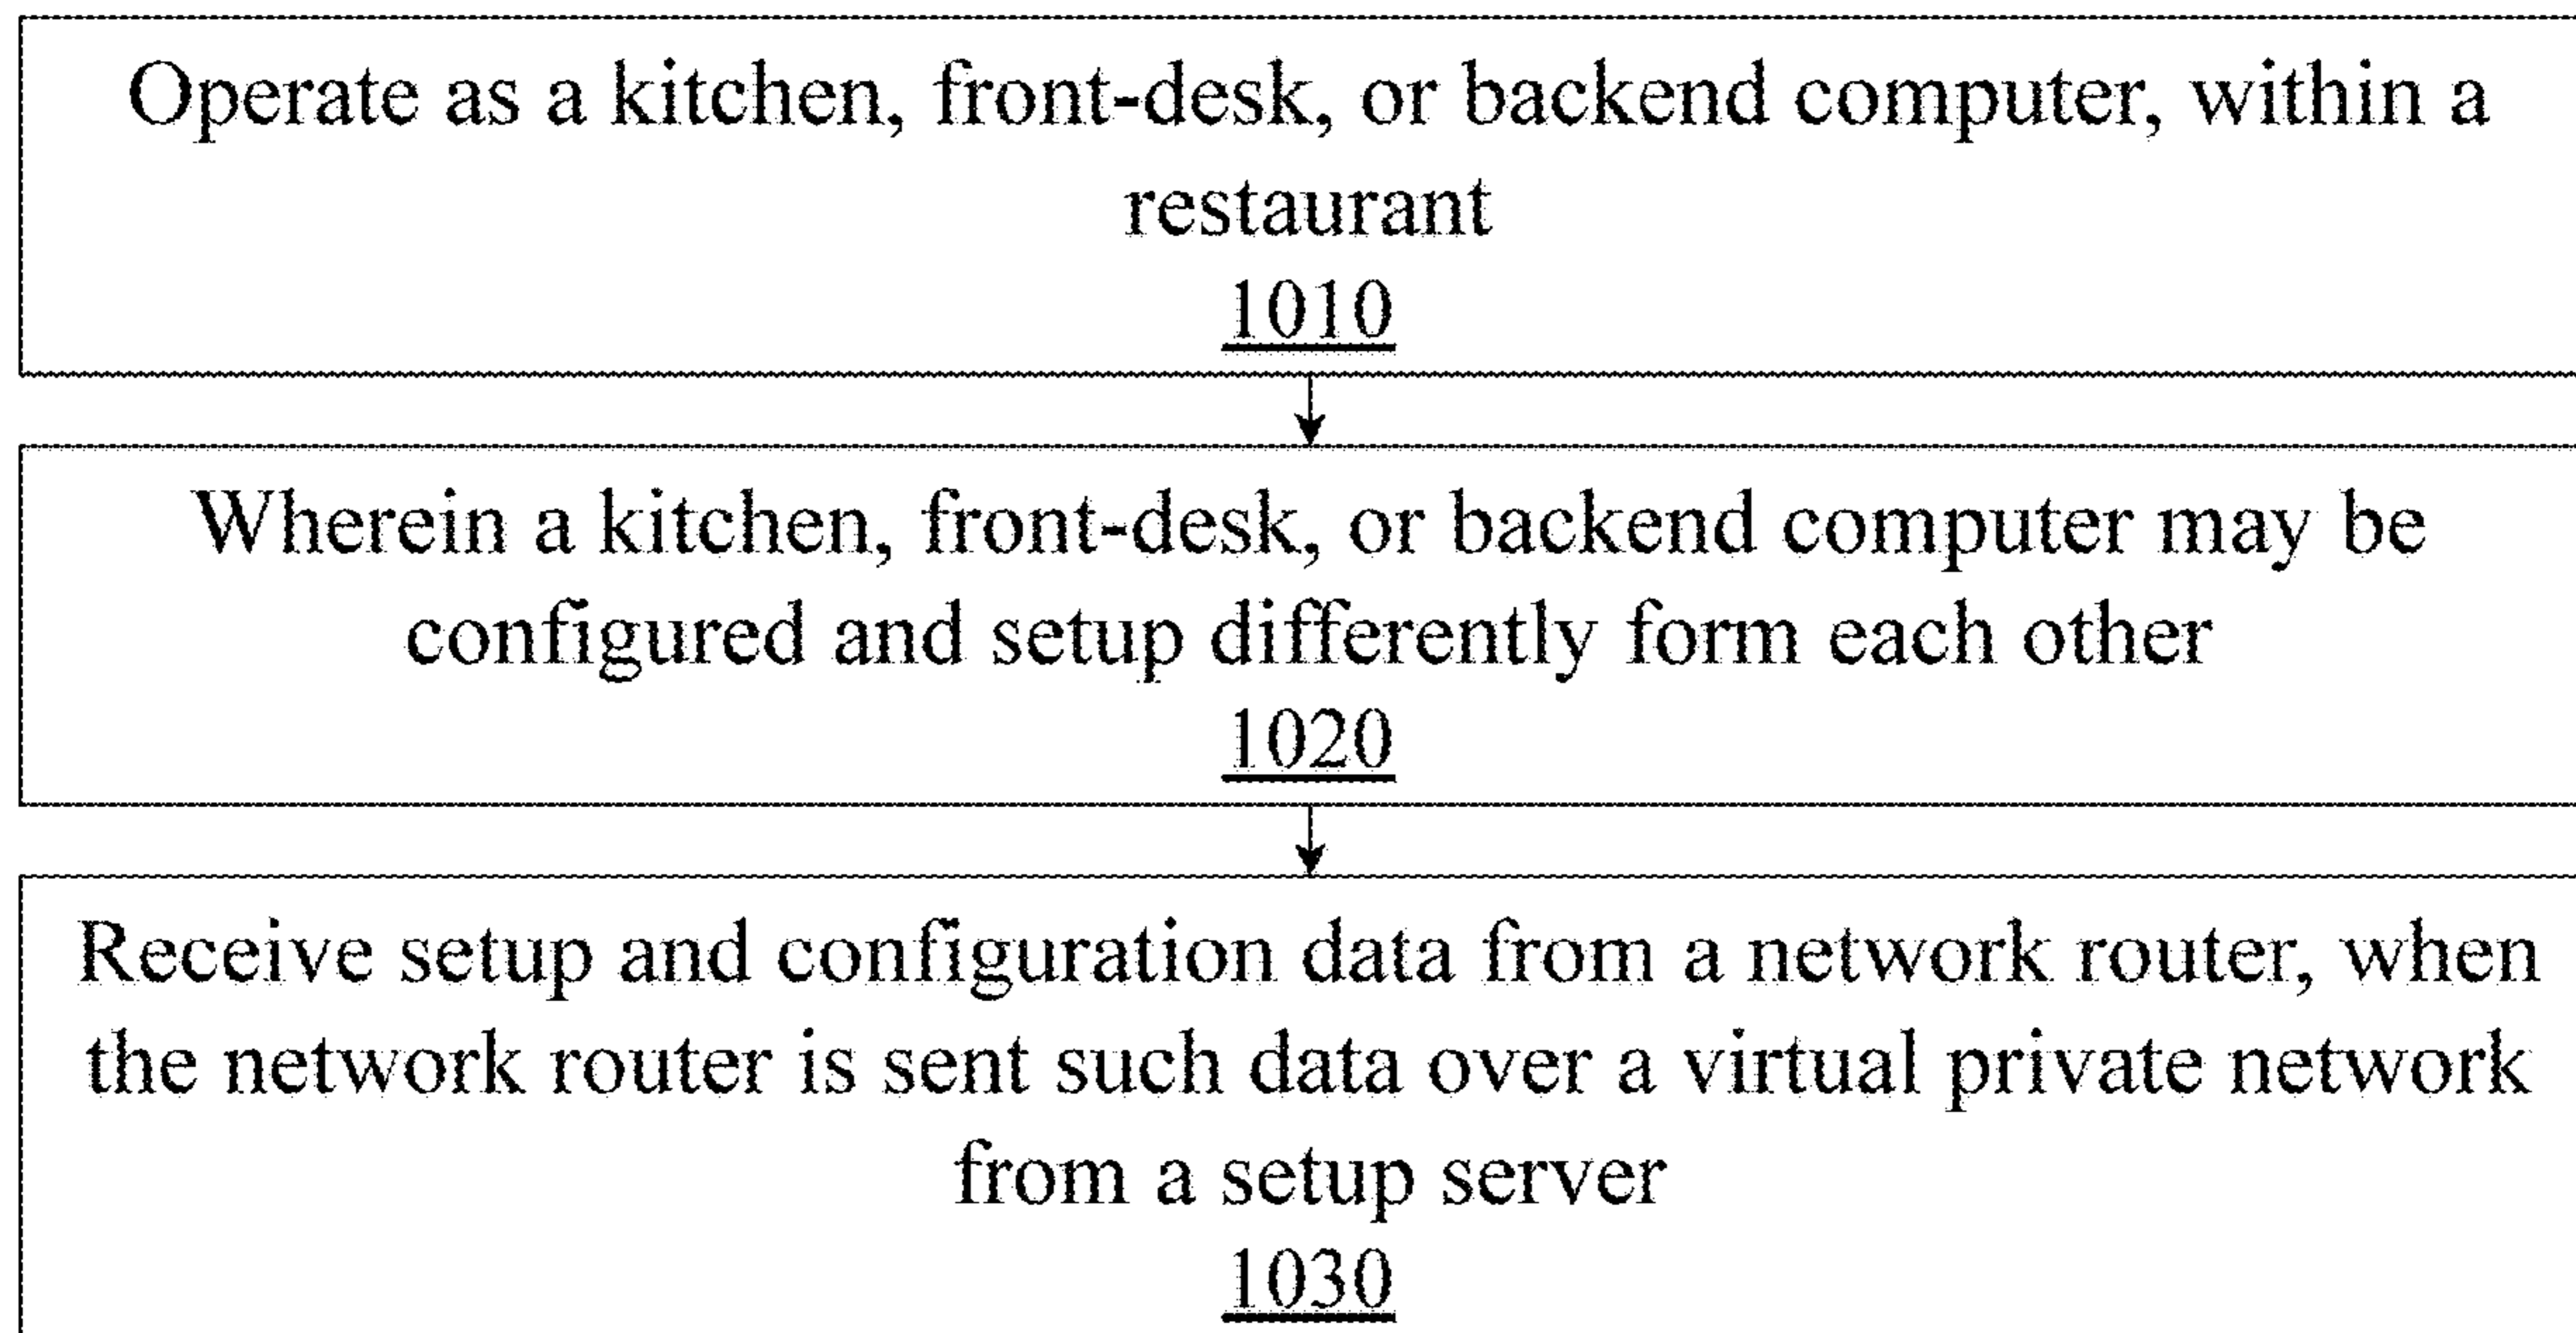 Operate as a kitchen, front-desk, or backend computer, within a
restaurant
1010
Wherein a kitchen, front-desk, or backend computer may be
configured and setup differently form each other
1020
Receive setup and configuration data from a network router, when
the network router is sent such data over a virtual private network
from a setup server
1030